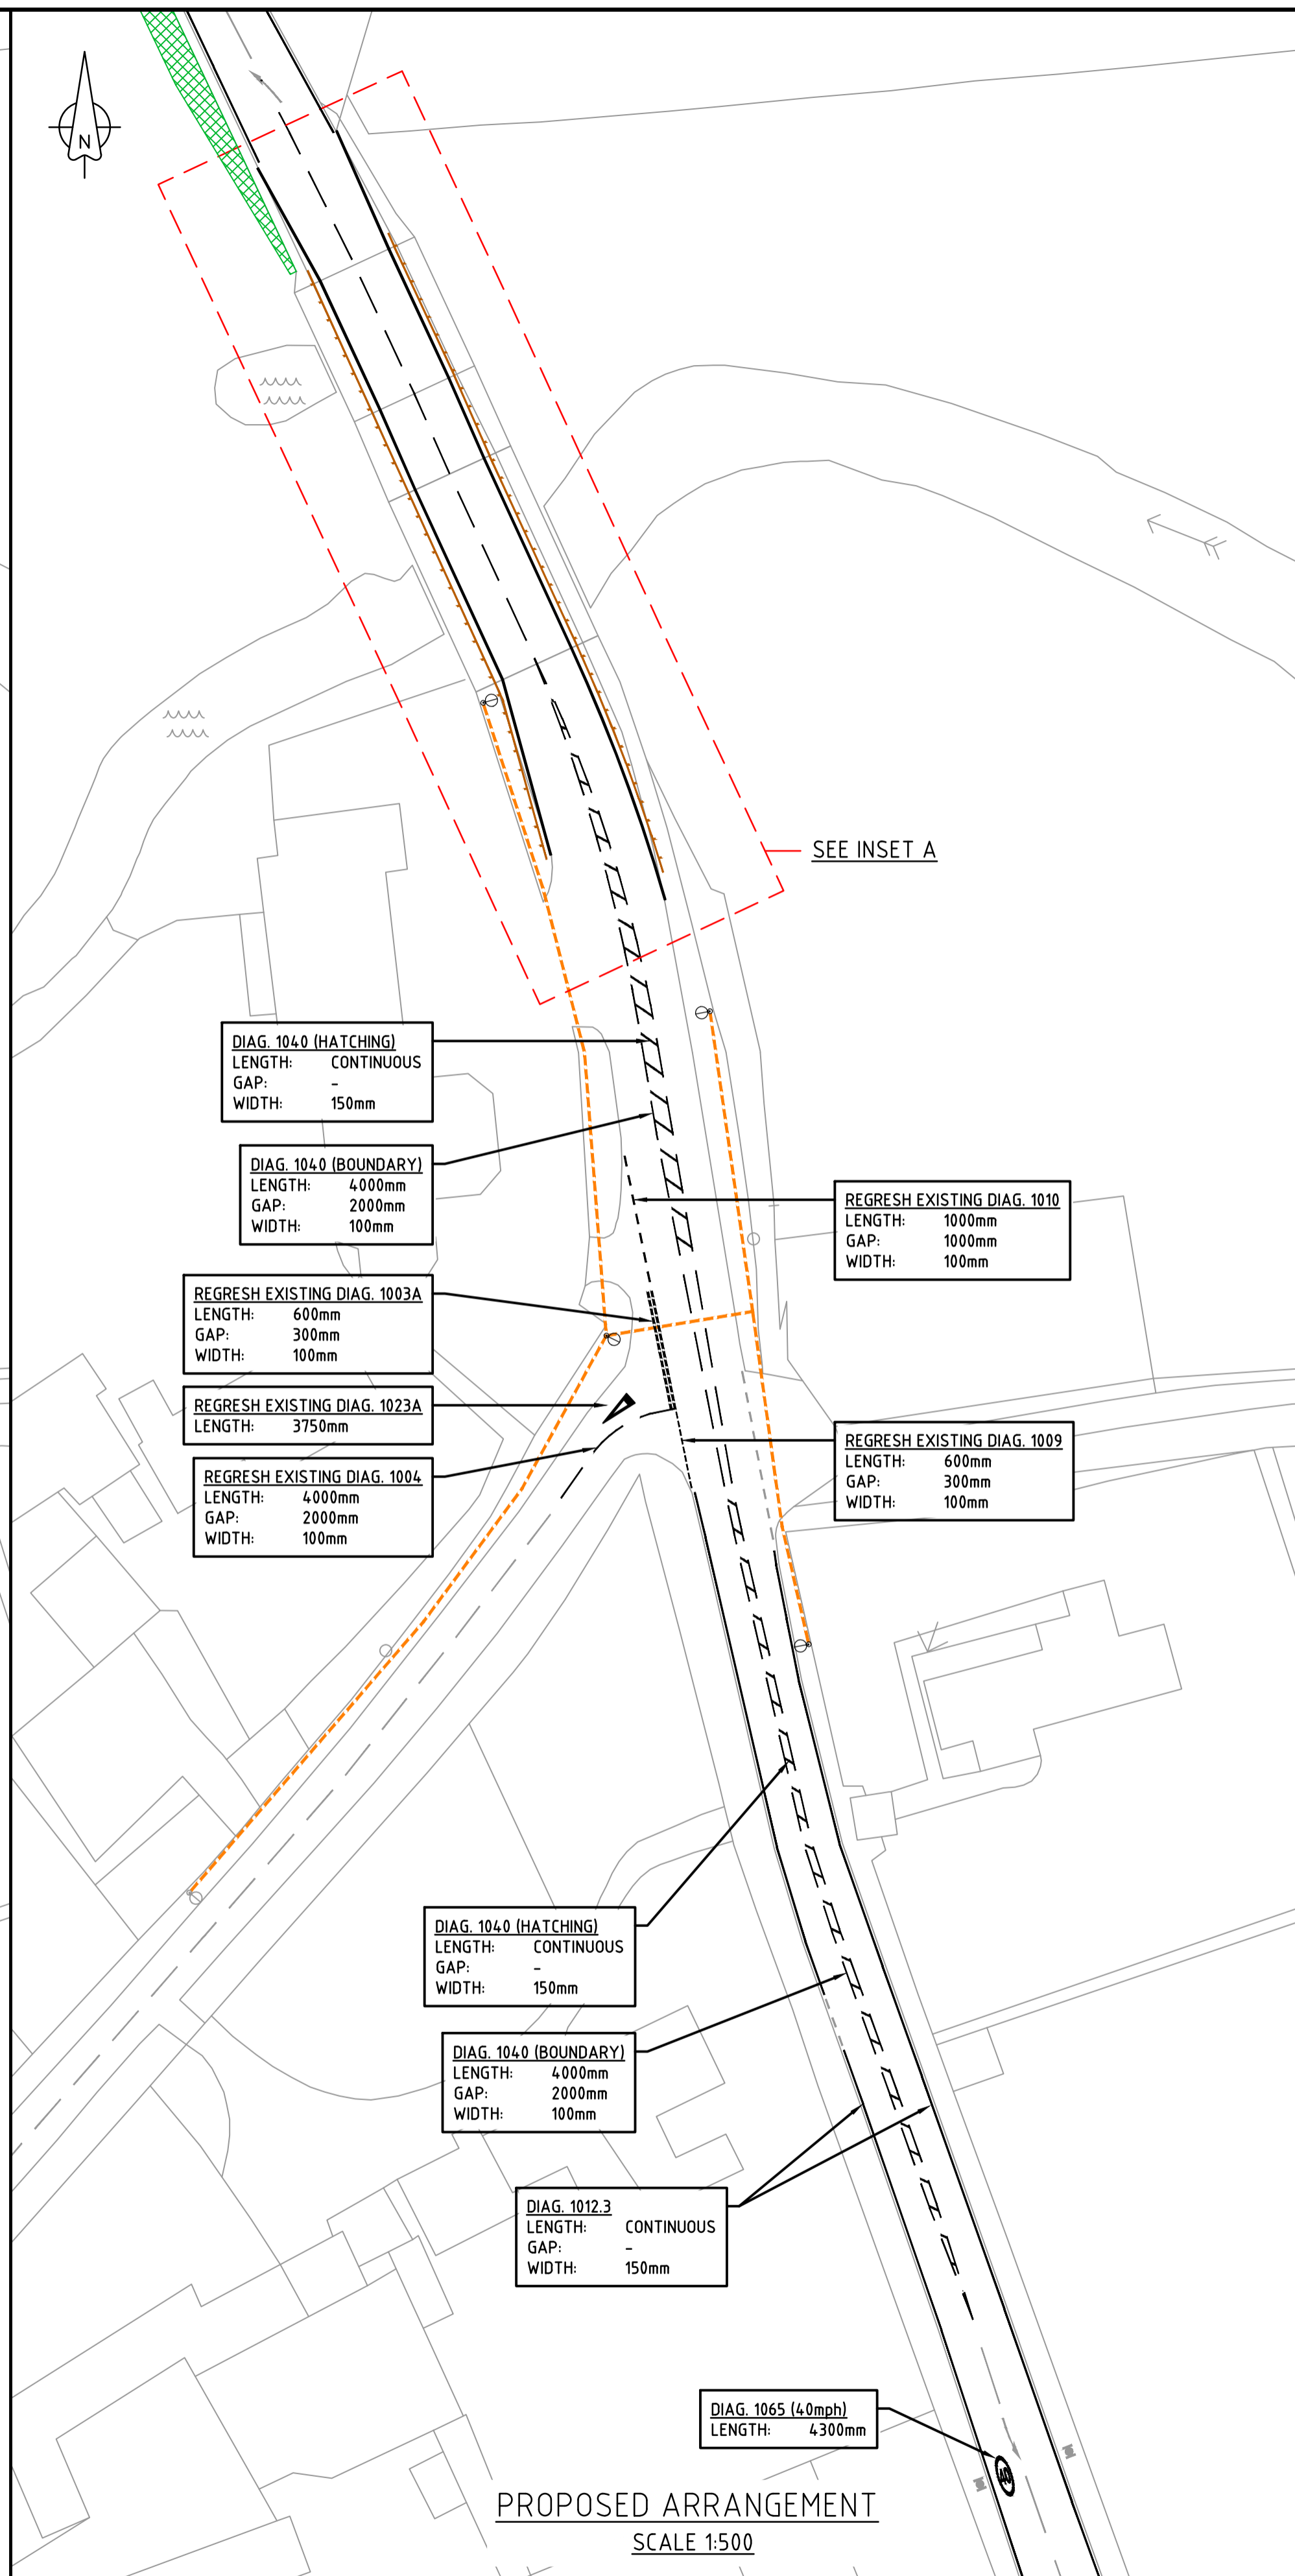 N
SEE INSET A
DIAG. 1040 (HATCHING)
LENGTH: CONTINUOUS
GAP: -
WIDTH: 150mm
DIAG. 1040 (BOUNDARY)
LENGTH: 4000mm
GAP: 2000mm
WIDTH: 100mm
REGRESH EXISTING DIAG. 1010
LENGTH: 1000mm
GAP: 1000mm
WIDTH: 100mm
REGRESH EXISTING DIAG. 1003A
LENGTH: 600mm
GAP: 300mm
WIDTH: 100mm
REGRESH EXISTING DIAG. 1023A
LENGTH: 3750mm
REGRESH EXISTING DIAG. 1009
LENGTH: 600mm
GAP: 300mm
WIDTH: 100mm
REGRESH EXISTING DIAG. 1004
LENGTH: 4000mm
GAP: 2000mm
WIDTH: 100mm
DIAG. 1040 (HATCHING)
LENGTH: CONTINUOUS
GAP: -
WIDTH: 150mm
DIAG. 1040 (BOUNDARY)
LENGTH: 4000mm
GAP: 2000mm
WIDTH: 100mm
DIAG. 1012.3
LENGTH: CONTINUOUS
GAP: -
WIDTH: 150mm
DIAG. 1065 (40mph)
LENGTH: 4300mm
40
PROPOSED ARRANGEMENT
SCALE 1:500